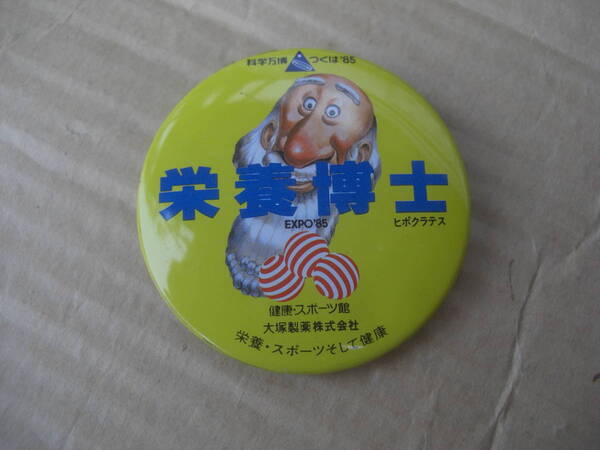 科学万博 つくば'85
栄養博士
EXPO'85 ヒポクラテス
健康・スポーツ館
大塚製薬株式会社
栄養・スポーツそして健康